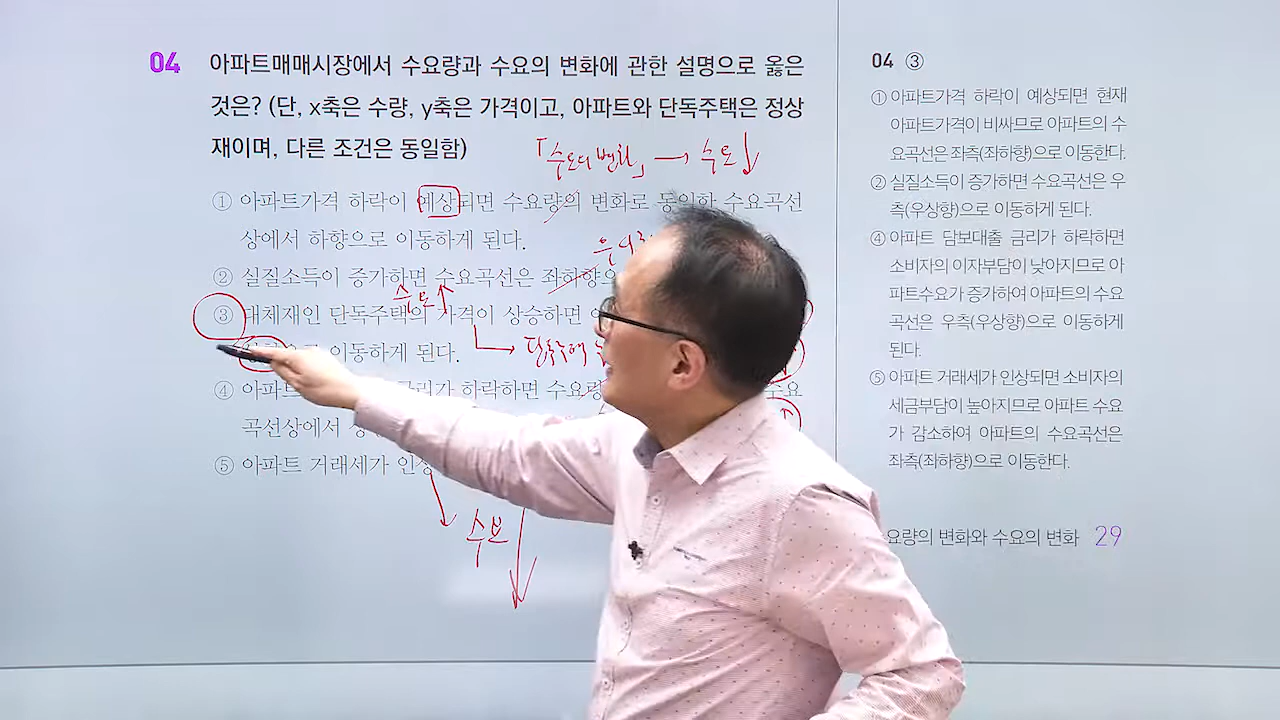 04 아파트매매시장에서 수요량과 수요의 변화에 관한 설명으로 옳은
것은? (단, x축은 수량, y축은 가격이고, 아파트와 단독주택은 정상
재이며, 다른 조건은 동일함)
「수요의 변화」 → 수요↓
① 아파트가격 하락이 예상되면 수요량의 변화로 동일한 수요곡선
상에서 하향으로 이동하게 된다.
② 실질소득이 증가하면 수요곡선은 좌하향으
수요↑
③ 대체재인 단독주택의 가격이 상승하면
이동하게 된다.
④ 아파트 금리가 하락하면 수요량 수요
곡선상에서
⑤ 아파트 거래세가 인상
수요↓
04 ③
① 아파트가격 하락이 예상되면 현재
아파트가격이 비싸므로 아파트의 수
요곡선은 좌측(좌하향)으로 이동한다.
② 실질소득이 증가하면 수요곡선은 우
측(우상향)으로 이동하게 된다.
④ 아파트 담보대출 금리가 하락하면
소비자의 이자부담이 낮아지므로 아
파트수요가 증가하여 아파트의 수요
곡선은 우측(우상향)으로 이동하게
된다.
⑤ 아파트 거래세가 인상되면 소비자의
세금부담이 높아지므로 아파트 수요
가 감소하여 아파트의 수요곡선은
좌측(좌하향)으로 이동한다.
요량의 변화와 수요의 변화 29